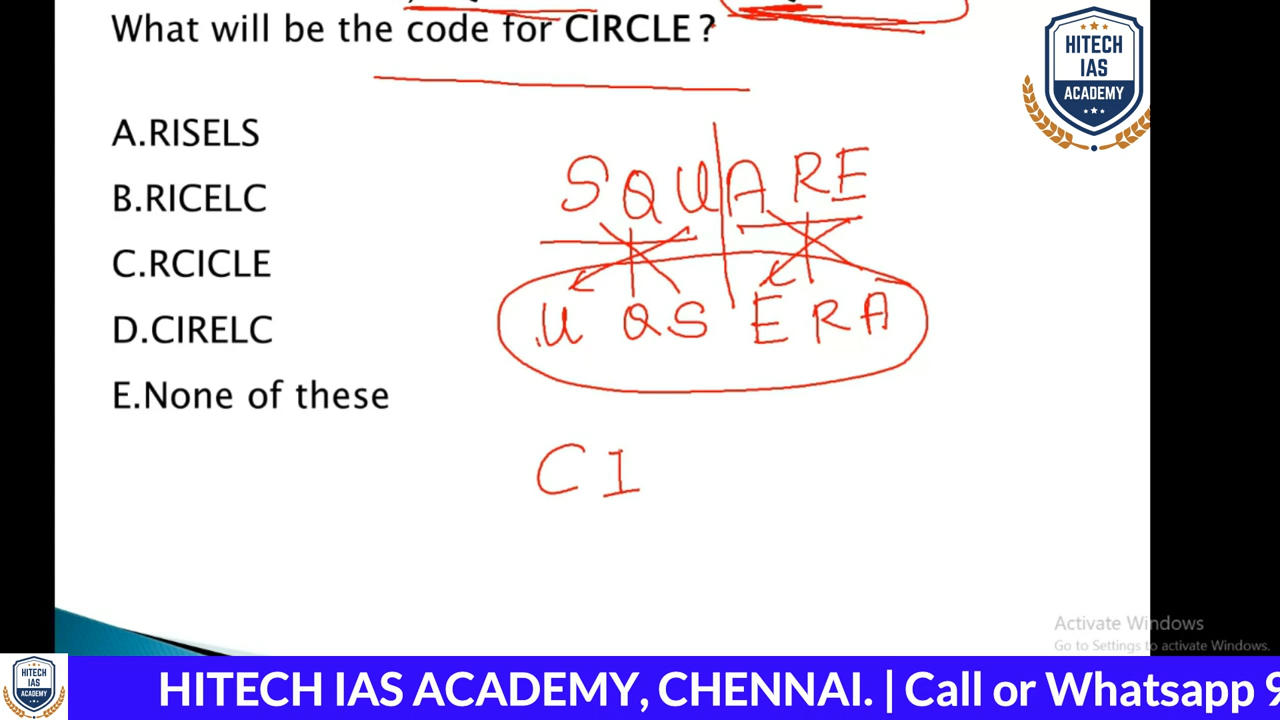 What will be the code for CIRCLE ?
HITECH
IAS
ACADEMY
A.RISELS
B.RICELC
C.RCICLE
D.CIRELC
E.None of these
SQUARE
UQSERA
CI
Activate Windows
Go to Settings to activate Windows.
HITECH
IAS
ACADEMY
HITECH IAS ACADEMY, CHENNAI. | Call or Whatsapp 9